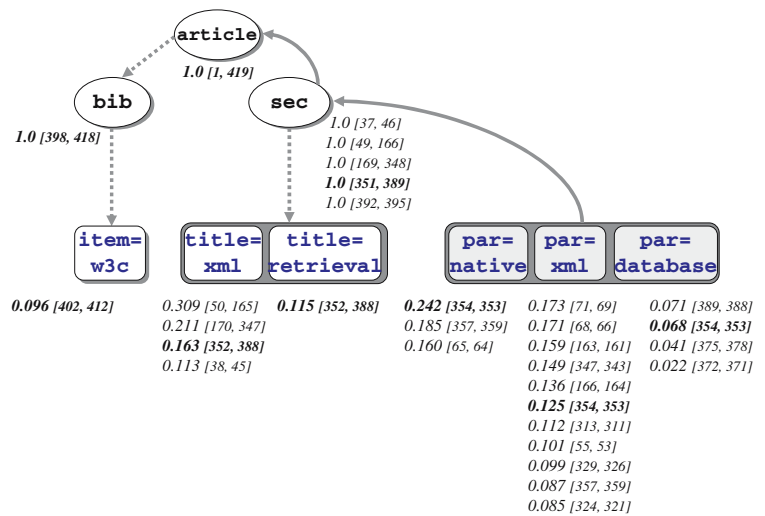 article
1.0 [1, 419]
bib
sec
1.0 [398, 418]
1.0 [37, 46]
1.0 [49, 166]
1.0 [169, 348]
1.0 [351, 389]
1.0 [392, 395]
item=
w3c
title=
xml
title=
retrieval
par=
native
par=
xml
par=
database
0.096 [402, 412]
0.309 [50, 165]
0.211 [170, 347]
0.163 [352, 388]
0.113 [38, 45]
0.115 [352, 388]
0.242 [354, 353]
0.185 [357, 359]
0.160 [65, 64]
0.173 [71, 69]
0.171 [68, 66]
0.159 [163, 161]
0.149 [347, 343]
0.136 [166, 164]
0.125 [354, 353]
0.112 [313, 311]
0.101 [55, 53]
0.099 [329, 326]
0.087 [357, 359]
0.085 [324, 321]
0.071 [389, 388]
0.068 [354, 353]
0.041 [375, 378]
0.022 [372, 371]